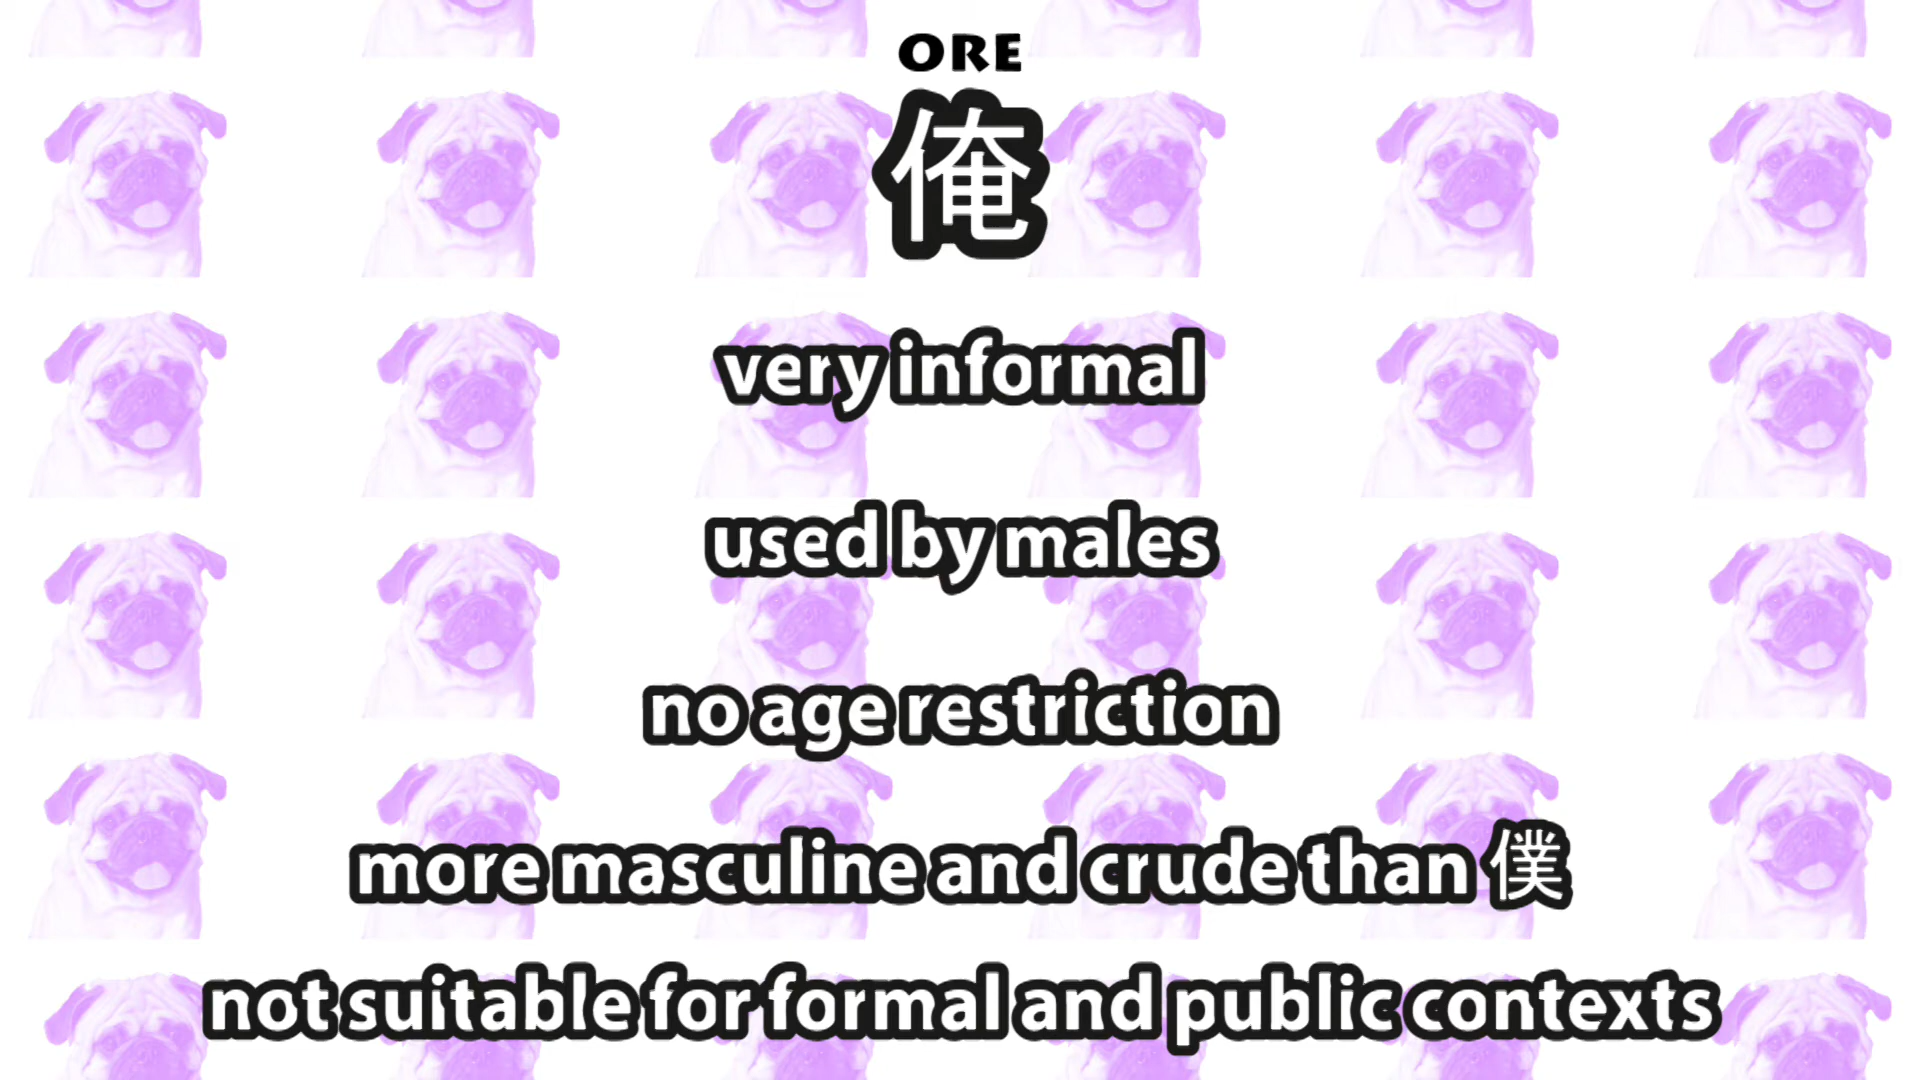 ORE
俺
very informal
used by males
no age restriction
more masculine and crude than 僕
not suitable for formal and public contexts